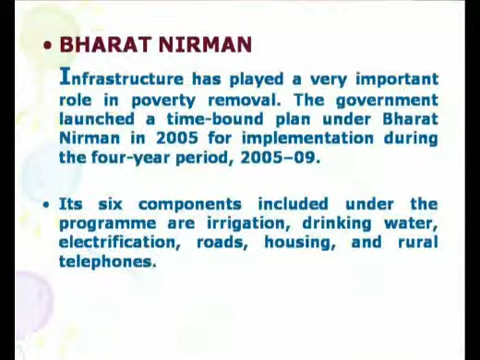 • BHARAT NIRMAN
Infrastructure has played a very important
role in poverty removal. The government
launched a time-bound plan under Bharat
Nirman in 2005 for implementation during
the four-year period, 2005–09.
• Its six components included under the
programme are irrigation, drinking water,
electrification, roads, housing, and rural
telephones.